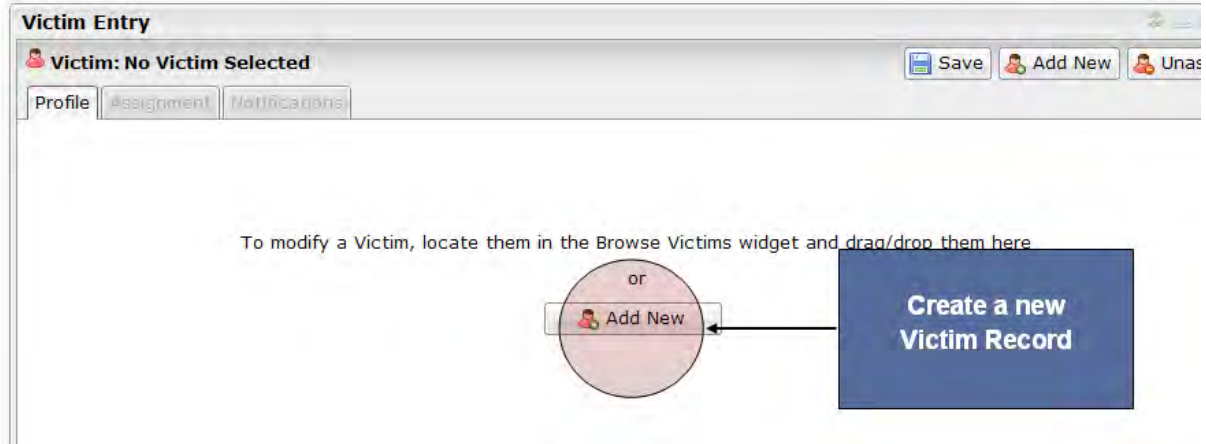 Victim Entry
Victim: No Victim Selected
Save Add New Unas
Profile Assignment Notifications
To modify a Victim, locate them in the Browse Victims widget and drag/drop them here
or
Add New
Create a new
Victim Record